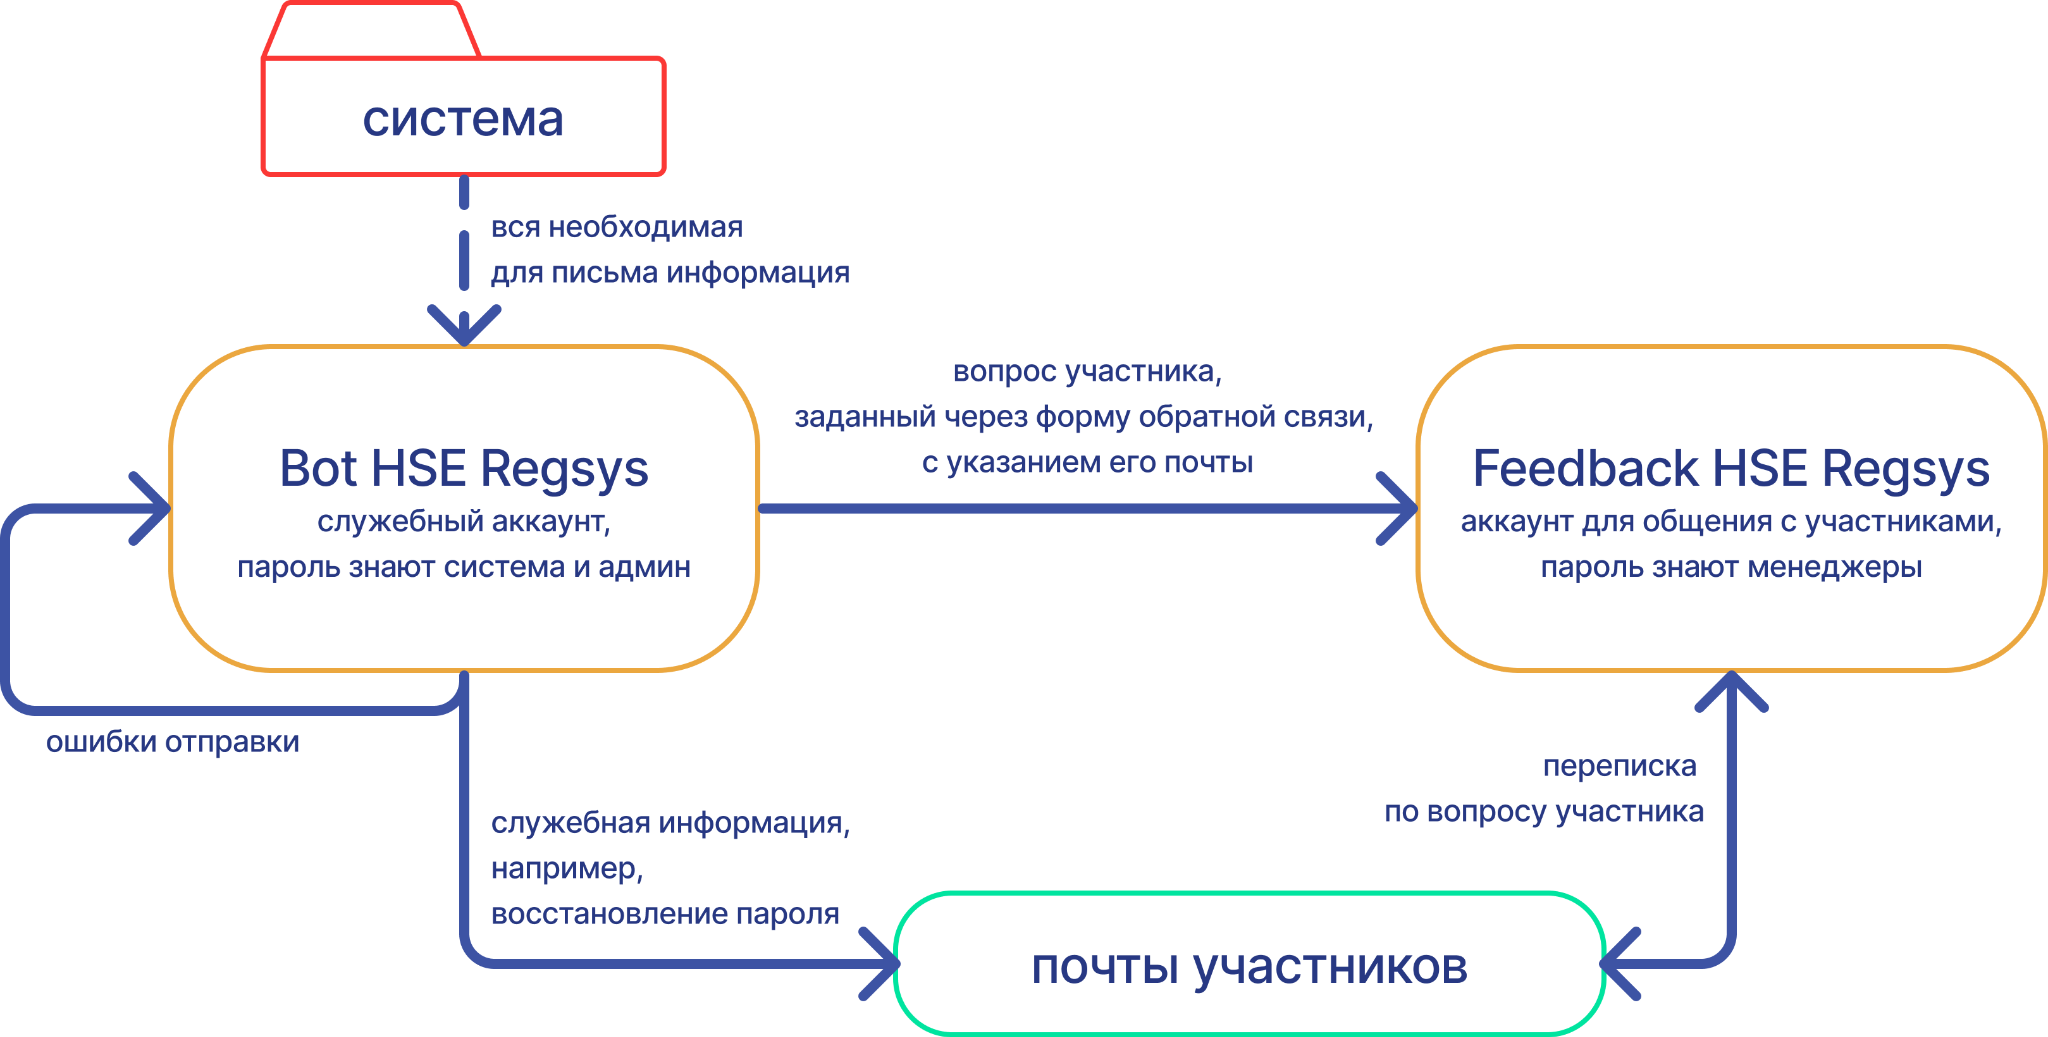 система
вся необходимая
для письма информация
вопрос участника,
заданный через форму обратной связи,
с указанием его почты
Bot HSE Regsys
служебный аккаунт,
пароль знают система и админ
Feedback HSE Regsys
аккаунт для общения с участниками,
пароль знают менеджеры
ошибки отправки
служебная информация,
например,
восстановление пароля
переписка
по вопросу участника
почты участников